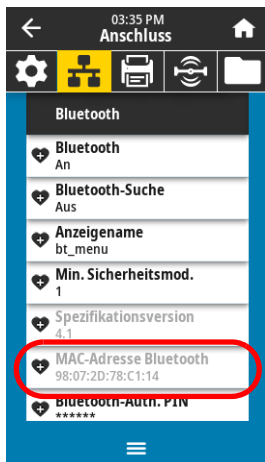 03:35 PM
Anschluss
Bluetooth
Bluetooth
An
Bluetooth-Suche
Aus
Anzeigename
bt_menu
Min. Sicherheitsmod.
1
Spezifikationsversion
4.1
MAC-Adresse Bluetooth
98:07:2D:78:C1:14
Bluetooth-Auth. PIN
******